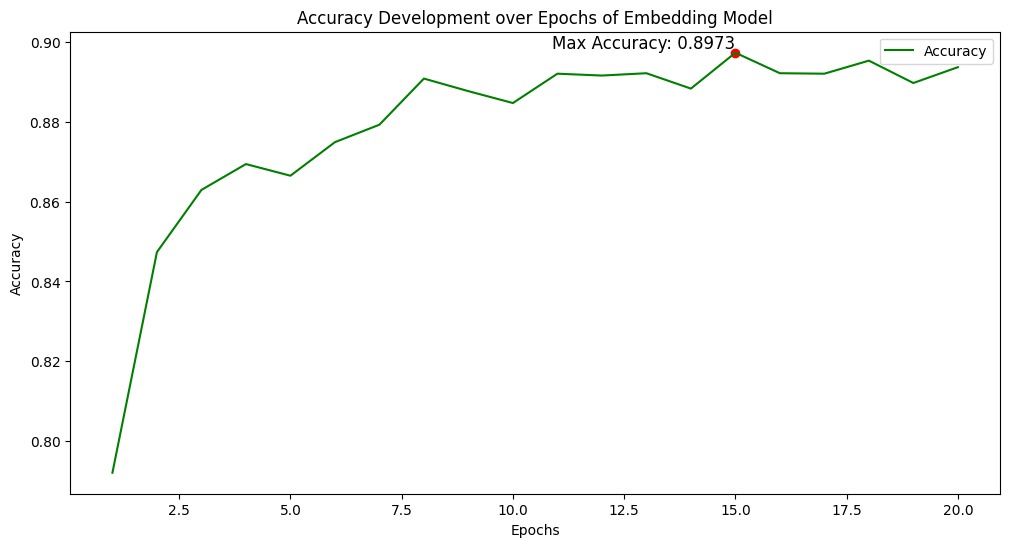 Accuracy Development over Epochs of Embedding Model
Max Accuracy: 0.8973
Accuracy
0.90
0.88
0.86
0.84
0.82
0.80
Accuracy
2.5 5.0 7.5 10.0 12.5 15.0 17.5 20.0
Epochs